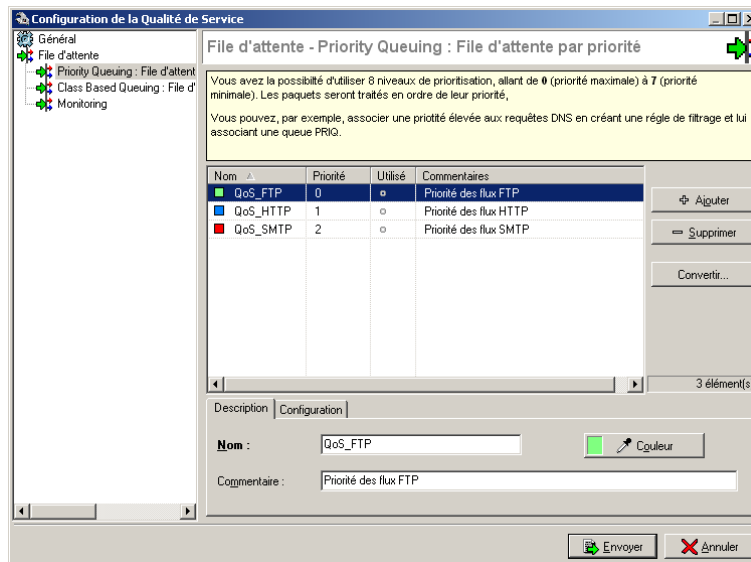 Configuration de la Qualité de Service
Général
File d'attente
Priority Queuing : File d'attent
Class Based Queuing : File d'
Monitoring
File d'attente - Priority Queuing : File d'attente par priorité
Vous avez la possibilté d'utiliser 8 niveaux de prioritisation, allant de 0 (priorité maximale) à 7 (priorité
minimale). Les paquets seront traités en ordre de leur priorité,
Vous pouvez, par exemple, associer une priotité élevée aux requêtes DNS en créant une régle de filtrage et lui
associant une queue PRIQ.
Nom Priorité Utilisé Commentaires
QoS_FTP 0 Priorité des flux FTP
QoS_HTTP 1 Priorité des flux HTTP
QoS_SMTP 2 Priorité des flux SMTP
Ajouter
Supprimer
Convertir...
3 élément(s
Description Configuration
Nom : QoS_FTP Couleur
Commentaire : Priorité des flux FTP
Envoyer Annuler